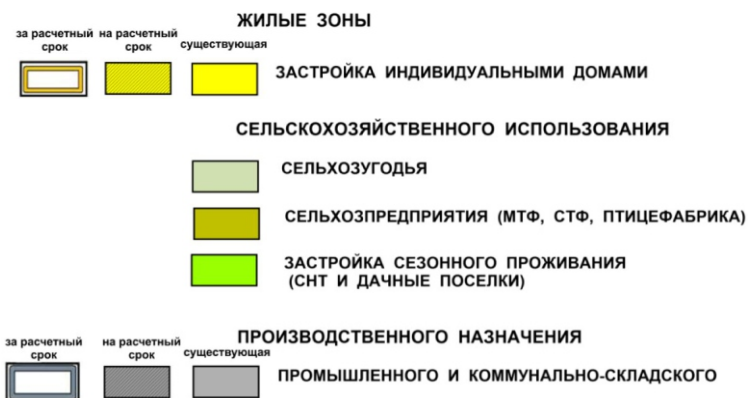 ЖИЛЫЕ ЗОНЫ
за расчетный срок на расчетный срок существующая
ЗАСТРОЙКА ИНДИВИДУАЛЬНЫМИ ДОМАМИ
СЕЛЬСКОХОЗЯЙСТВЕННОГО ИСПОЛЬЗОВАНИЯ
СЕЛЬХОЗУГОДЬЯ
СЕЛЬХОЗПРЕДПРИЯТИЯ (МТФ, СТФ, ПТИЦЕФАБРИКА)
ЗАСТРОЙКА СЕЗОННОГО ПРОЖИВАНИЯ
(СНТ И ДАЧНЫЕ ПОСЕЛКИ)
ПРОИЗВОДСТВЕННОГО НАЗНАЧЕНИЯ
за расчетный срок на расчетный срок существующая
ПРОМЫШЛЕННОГО И КОММУНАЛЬНО-СКЛАДСКОГО